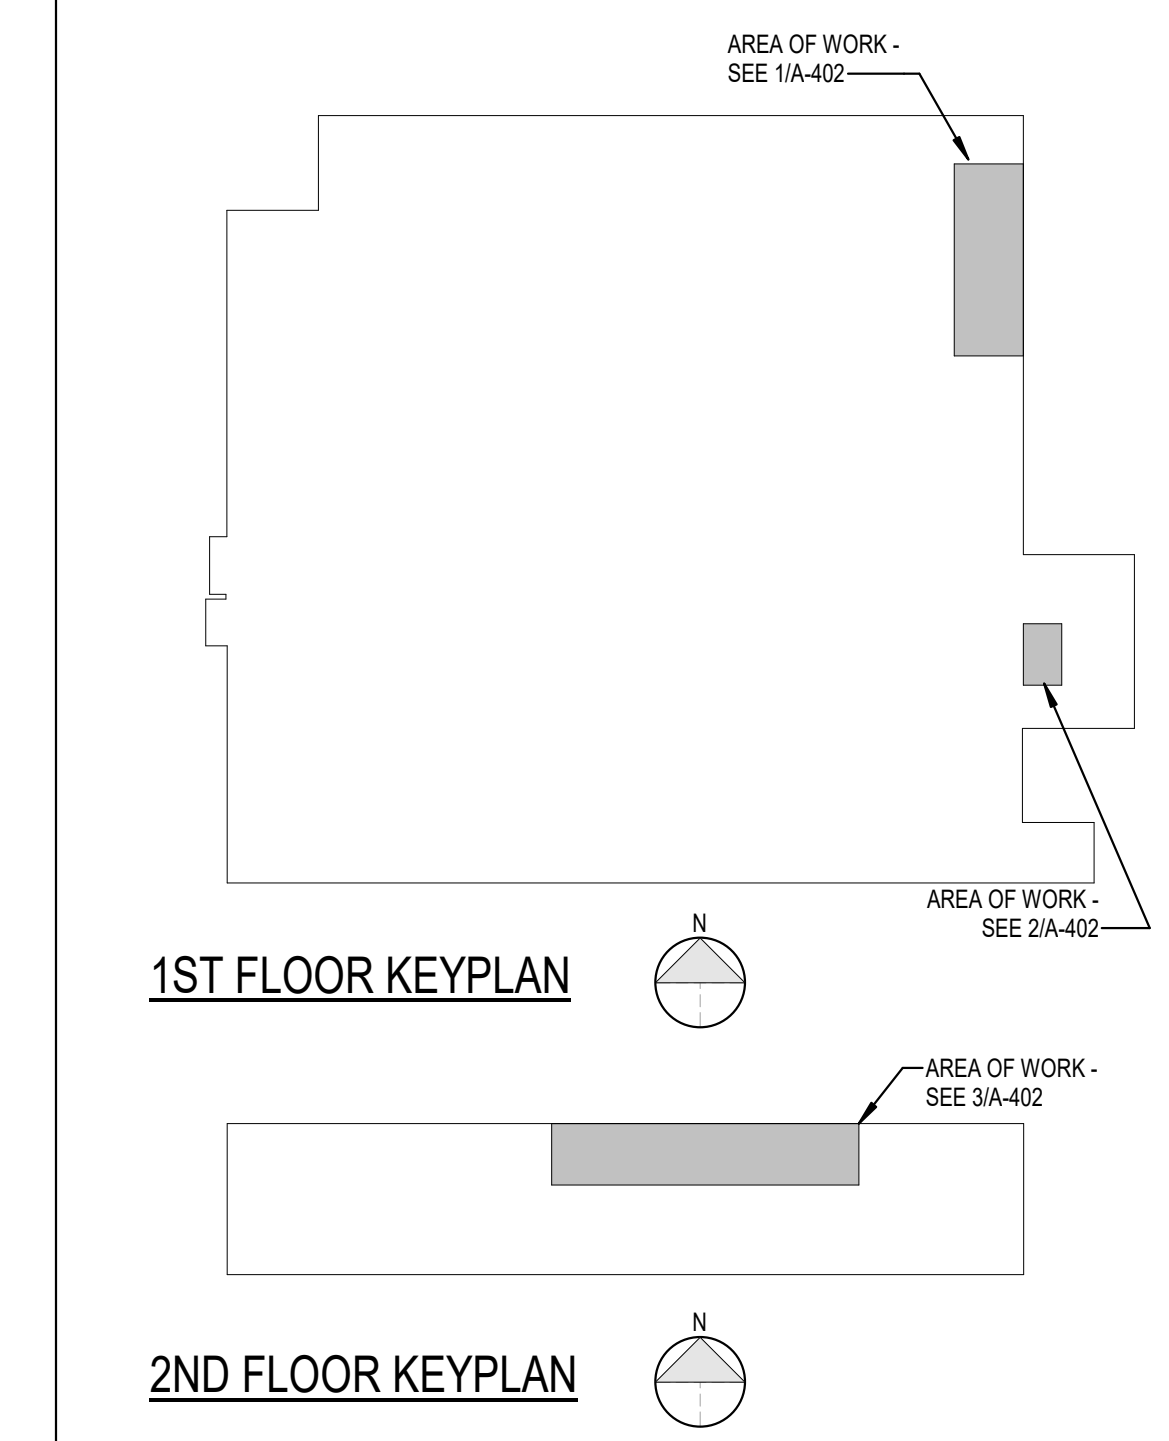 AREA OF WORK -
SEE 1/A-402
AREA OF WORK -
SEE 2/A-402
1ST FLOOR KEYPLAN
N
AREA OF WORK -
SEE 3/A-402
2ND FLOOR KEYPLAN
N